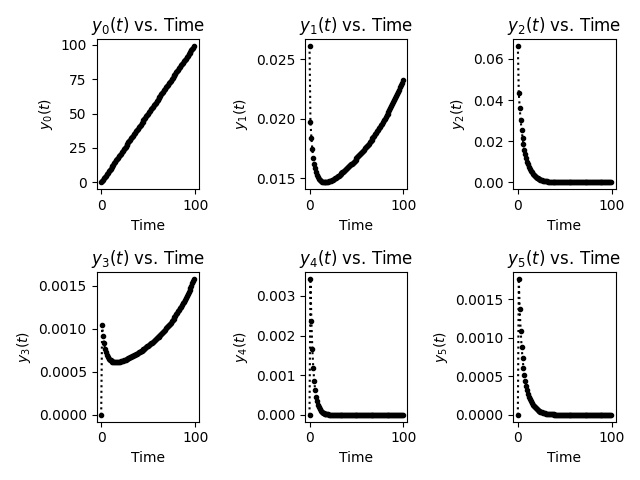 y₀(t) vs. Time
y₁(t) vs. Time
y₂(t) vs. Time
100
75
50
25
0
y₀(t)
0
100
Time
0.025
0.020
0.015
y₁(t)
0
100
Time
0.06
0.04
0.02
0.00
y₂(t)
0
100
Time
y₃(t) vs. Time
y₄(t) vs. Time
y₅(t) vs. Time
0.0015
0.0010
0.0005
0.0000
y₃(t)
0
100
Time
0.003
0.002
0.001
0.000
y₄(t)
0
100
Time
0.0015
0.0010
0.0005
0.0000
y₅(t)
0
100
Time